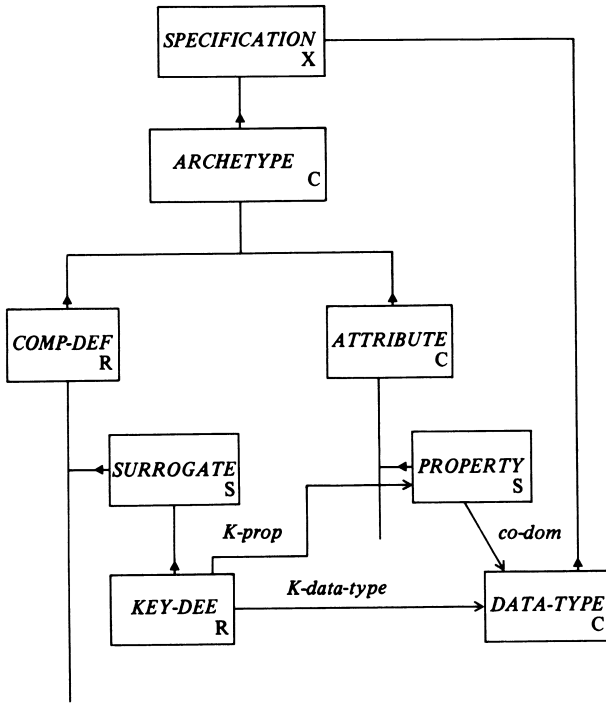 SPECIFICATION
X
ARCHETYPE
C
COMP-DEF
R
ATTRIBUTE
C
SURROGATE
S
PROPERTY
S
K-prop
co-dom
KEY-DEE
R
K-data-type
DATA-TYPE
C